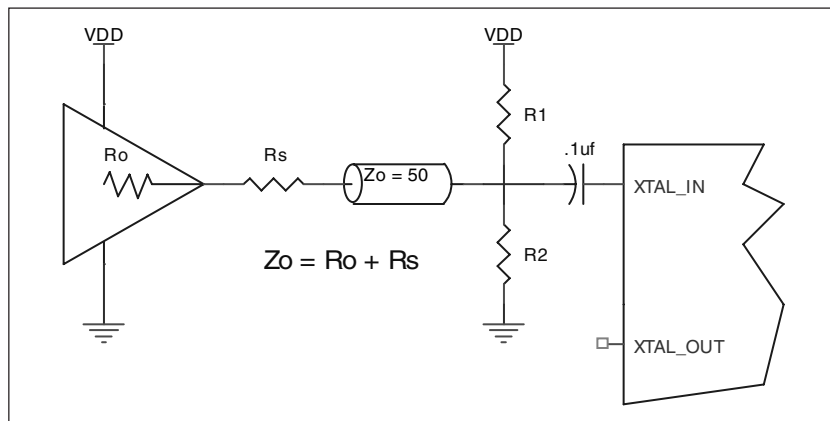 VDD
VDD
R1
Ro
Rs
.1uf
Zo = 50
XTAL_IN
Zo = Ro + Rs
R2
XTAL_OUT